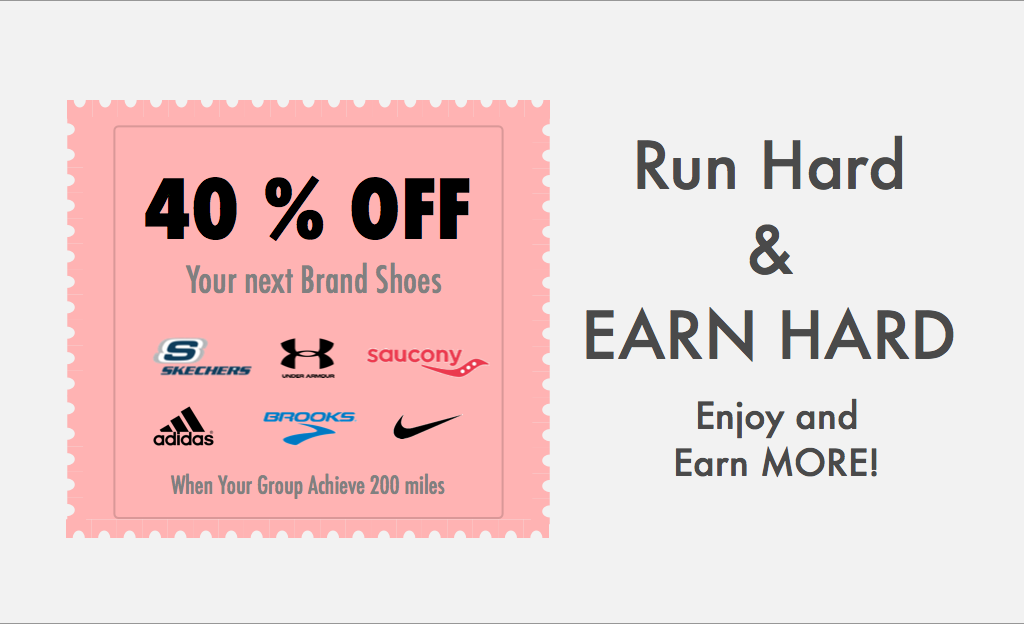 40 % OFF
Your next Brand Shoes
S
SKECHERS
UNDER ARMOUR
saucony
adidas
BROOKS
When Your Group Achieve 200 miles
Run Hard
&
EARN HARD
Enjoy and
Earn MORE!